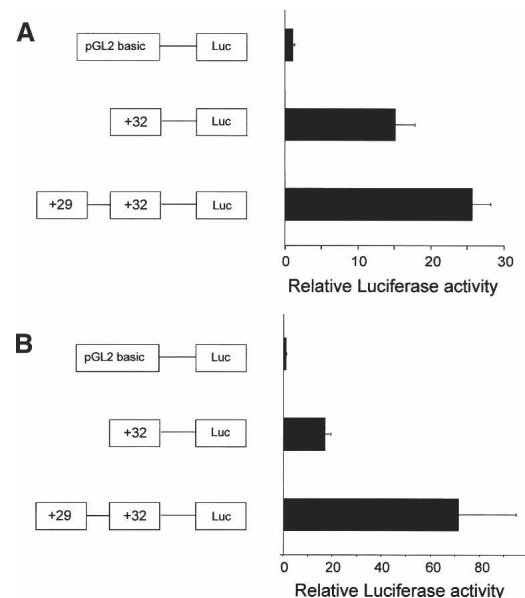 A
pGL2 basic
Luc
+32
Luc
+29
+32
Luc
0
10
20
30
Relative Luciferase activity
B
pGL2 basic
Luc
+32
Luc
+29
+32
Luc
0
20
40
60
80
Relative Luciferase activity